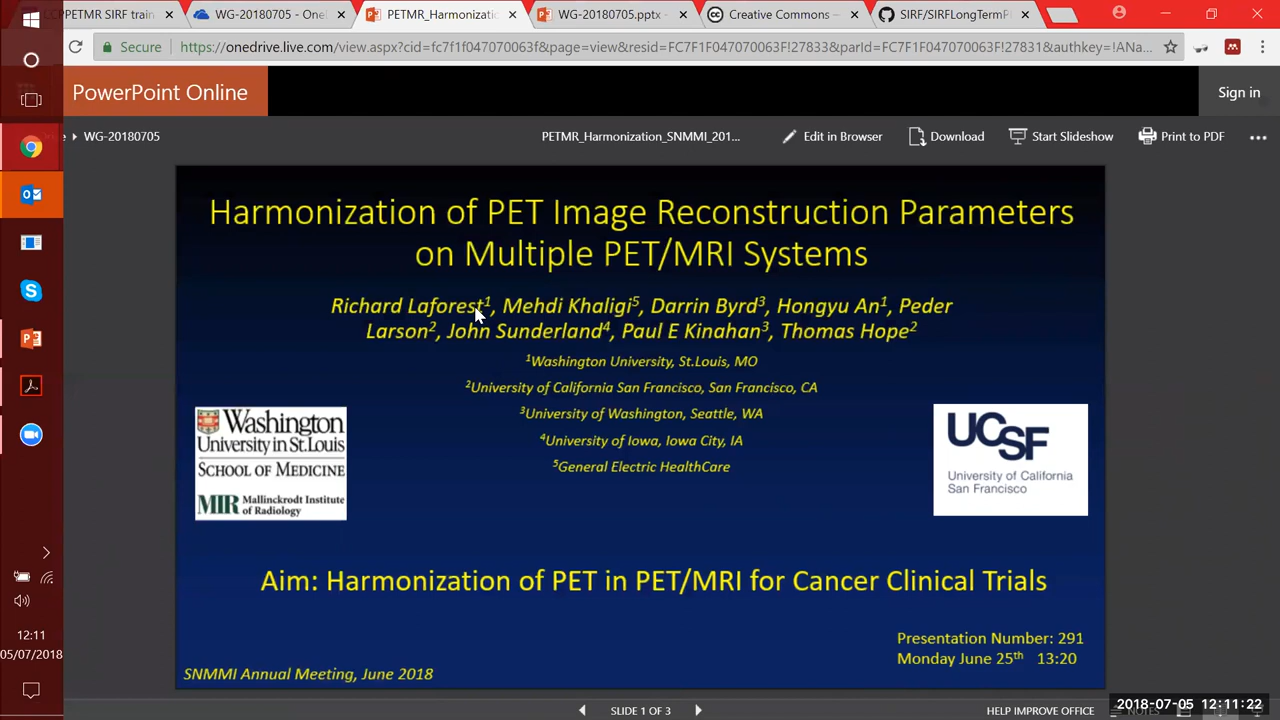 CCPPETMR SIRF train
WG-20180705 - OneD
PETMR_Harmonizatio
WG-20180705.pptx -
Creative Commons —
SIRF/SIRFLongTermPl
Secure
https://onedrive.live.com/view.aspx?cid=fc7f1f047070063f&page=view&resid=FC7F1F047070063F!27833&parId=FC7F1F047070063F!27831&authkey=!ANa...
PowerPoint Online
Sign in
WG-20180705
PETMR_Harmonization_SNMMI_201...
Edit in Browser
Download
Start Slideshow
Print to PDF
Harmonization of PET Image Reconstruction Parameters
on Multiple PET/MRI Systems
Richard Laforest1, Mehdi Khaligi5, Darrin Byrd3, Hongyu An1, Peder
Larson2, John Sunderland4, Paul E Kinahan3, Thomas Hope2
1Washington University, St.Louis, MO
2University of California San Francisco, San Francisco, CA
3University of Washington, Seattle, WA
4University of Iowa, Iowa City, IA
5General Electric HealthCare
Washington
University in St.Louis
SCHOOL OF MEDICINE
MIR Mallinckrodt Institute
of Radiology
UCSF
University of California
San Francisco
Aim: Harmonization of PET in PET/MRI for Cancer Clinical Trials
Presentation Number: 291
Monday June 25th 13:20
SNMMI Annual Meeting, June 2018
SLIDE 1 OF 3
HELP IMPROVE OFFICE
NOTES
2018-07-05 12:11:22
12:11
05/07/2018